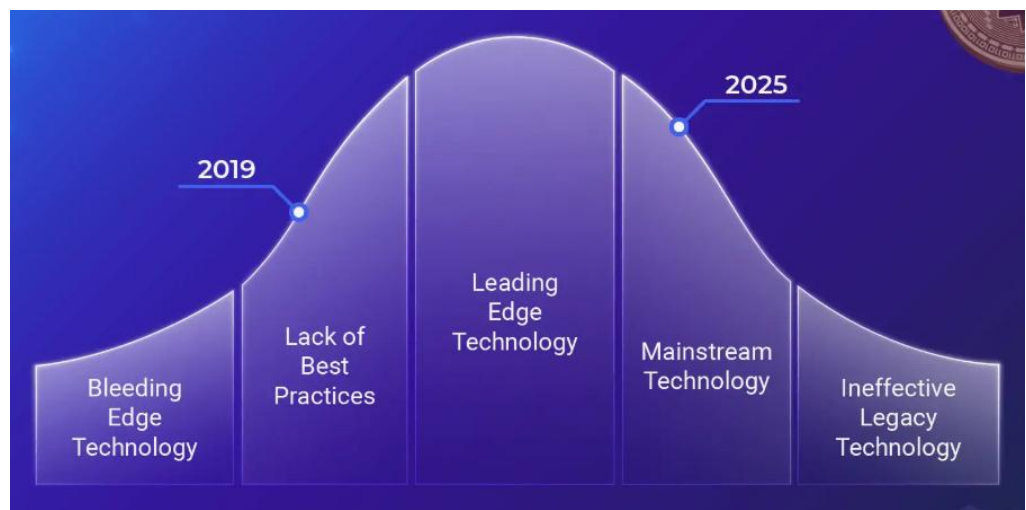 2019
2025
Bleeding
Edge
Technology
Lack of
Best
Practices
Leading
Edge
Technology
Mainstream
Technology
Ineffective
Legacy
Technology